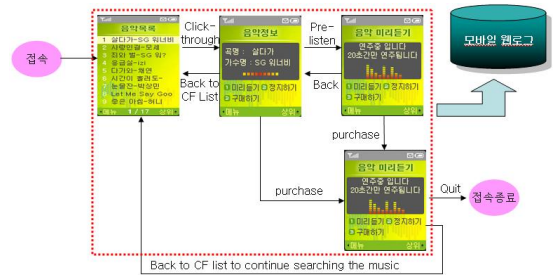 접속
음악목록
1 살다가-SG 워너비
2 사랑인걸-모세
3 죄와 벌-SG 워?
4 응급실-izi
5 다가와-채연
6 시간이 흘러도-
7 눈물잔-박상민
8 Let Me Say Goo
9 좋은 아침-허니
메뉴 1/17 상위
Click-through
Back to CF List
음악정보
곡명 : 살다가
가수명 : SG 워너비
미리듣기 정지하기
구매하기
메뉴 상위
Pre-listen
Back
음악 미리듣기
연주중 입니다
20초간만 연주됩니다
미리듣기 정지하기
구매하기
메뉴 상위
모바일 웹로그
purchase
purchase
음악 미리듣기
연주중 입니다
20초간만 연주됩니다
미리듣기 정지하기
구매하기
메뉴 상위
Quit
접속종료
Back to CF list to continue searching the music